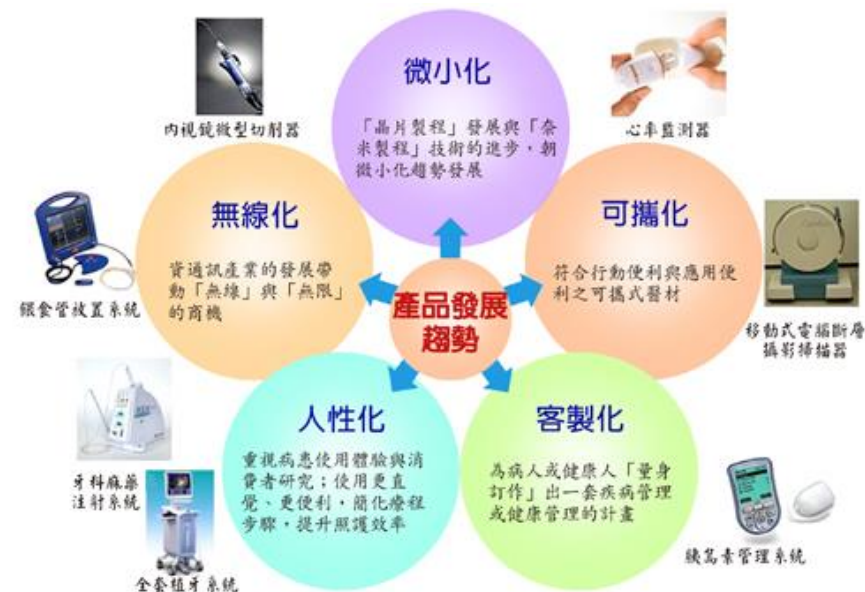 微小化
「晶片製程」發展與「奈
米製程」技術的進步，朝
微小化趨勢發展
內視鏡微型切削器
心率監測器
無線化
資通訊產業的發展帶
動「無線」與「無限」
的商機
餵食管放置系統
可攜化
符合行動便利與應用便
利之可攜式醫材
移動式電腦斷層
攝影掃描器
產品發展
趨勢
人性化
重視病患使用體驗與消
費者研究；使用更直
覺、更便利，簡化療程
步驟，提升照護效率
牙科麻藥
注射系統
全套植牙系統
客製化
為病人或健康人「量身
訂作」出一套疾病管理
或健康管理的計畫
胰島素管理系統